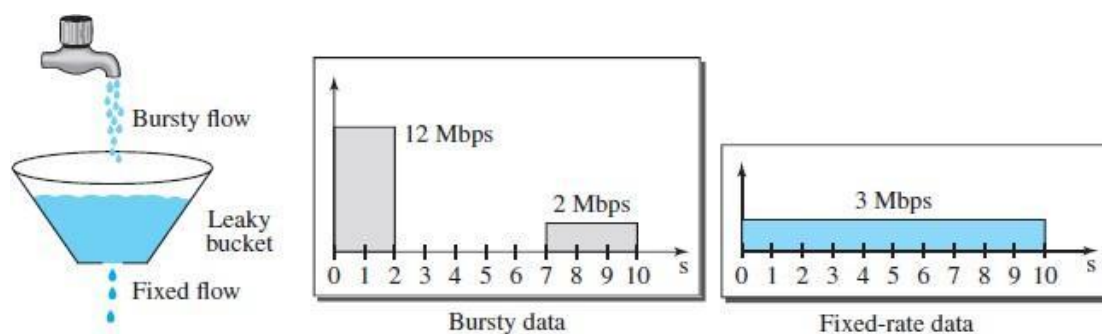 Bursty flow
Leaky
bucket
Fixed flow
12 Mbps
2 Mbps
0 1 2 3 4 5 6 7 8 9 10 s
Bursty data
3 Mbps
0 1 2 3 4 5 6 7 8 9 10 s
Fixed-rate data